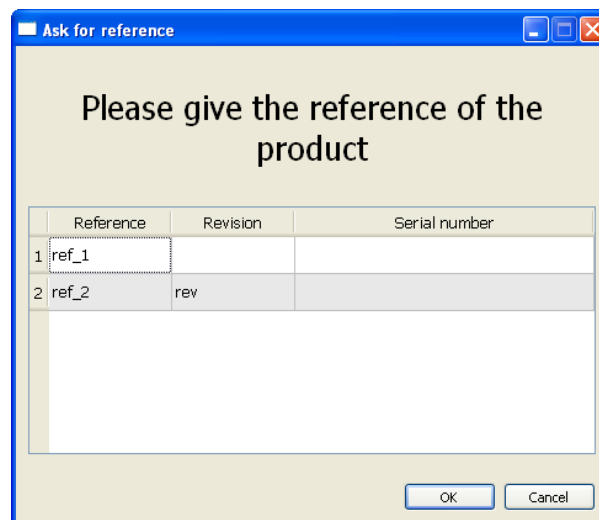 Ask for reference
Please give the reference of the
product
Reference Revision Serial number
1 ref_1
2 ref_2 rev
OK Cancel